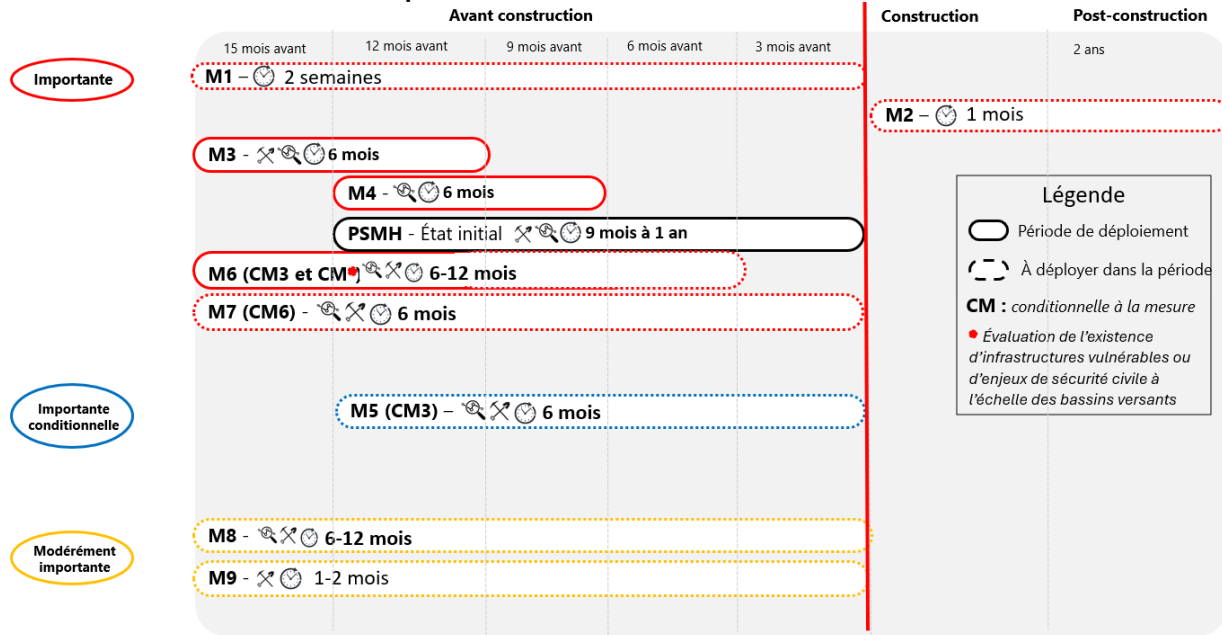 Avant construction
Construction
Post-construction
15 mois avant
12 mois avant
9 mois avant
6 mois avant
3 mois avant
2 ans
Importante
M1 – 2 semaines
M2 – 1 mois
M3 - 6 mois
M4 - 6 mois
PSMH - État initial 9 mois à 1 an
M6 (CM3 et CM ) 6-12 mois
M7 (CM6) - 6 mois
Légende
Période de déploiement
À déployer dans la période
CM : conditionnelle à la mesure
Évaluation de l'existence
d'infrastructures vulnérables ou
d'enjeux de sécurité civile à
l'échelle des bassins versants
Importante
conditionnelle
M5 (CM3) – 6 mois
Modérément
importante
M8 - 6-12 mois
M9 - 1-2 mois